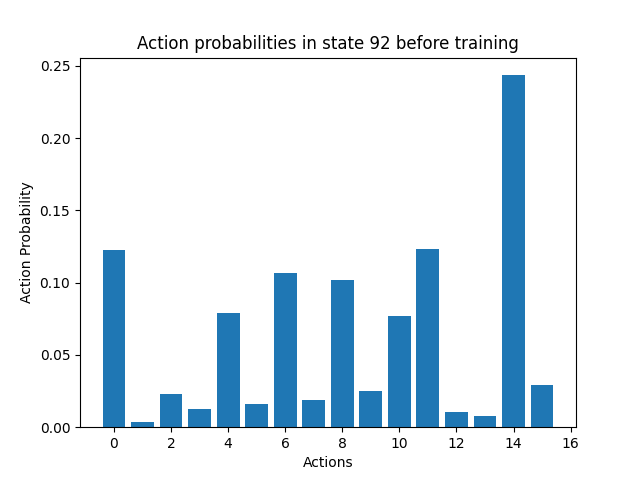 Action probabilities in state 92 before training
0.25
0.20
0.15
0.10
0.05
0.00
Action Probability
0 2 4 6 8 10 12 14 16
Actions